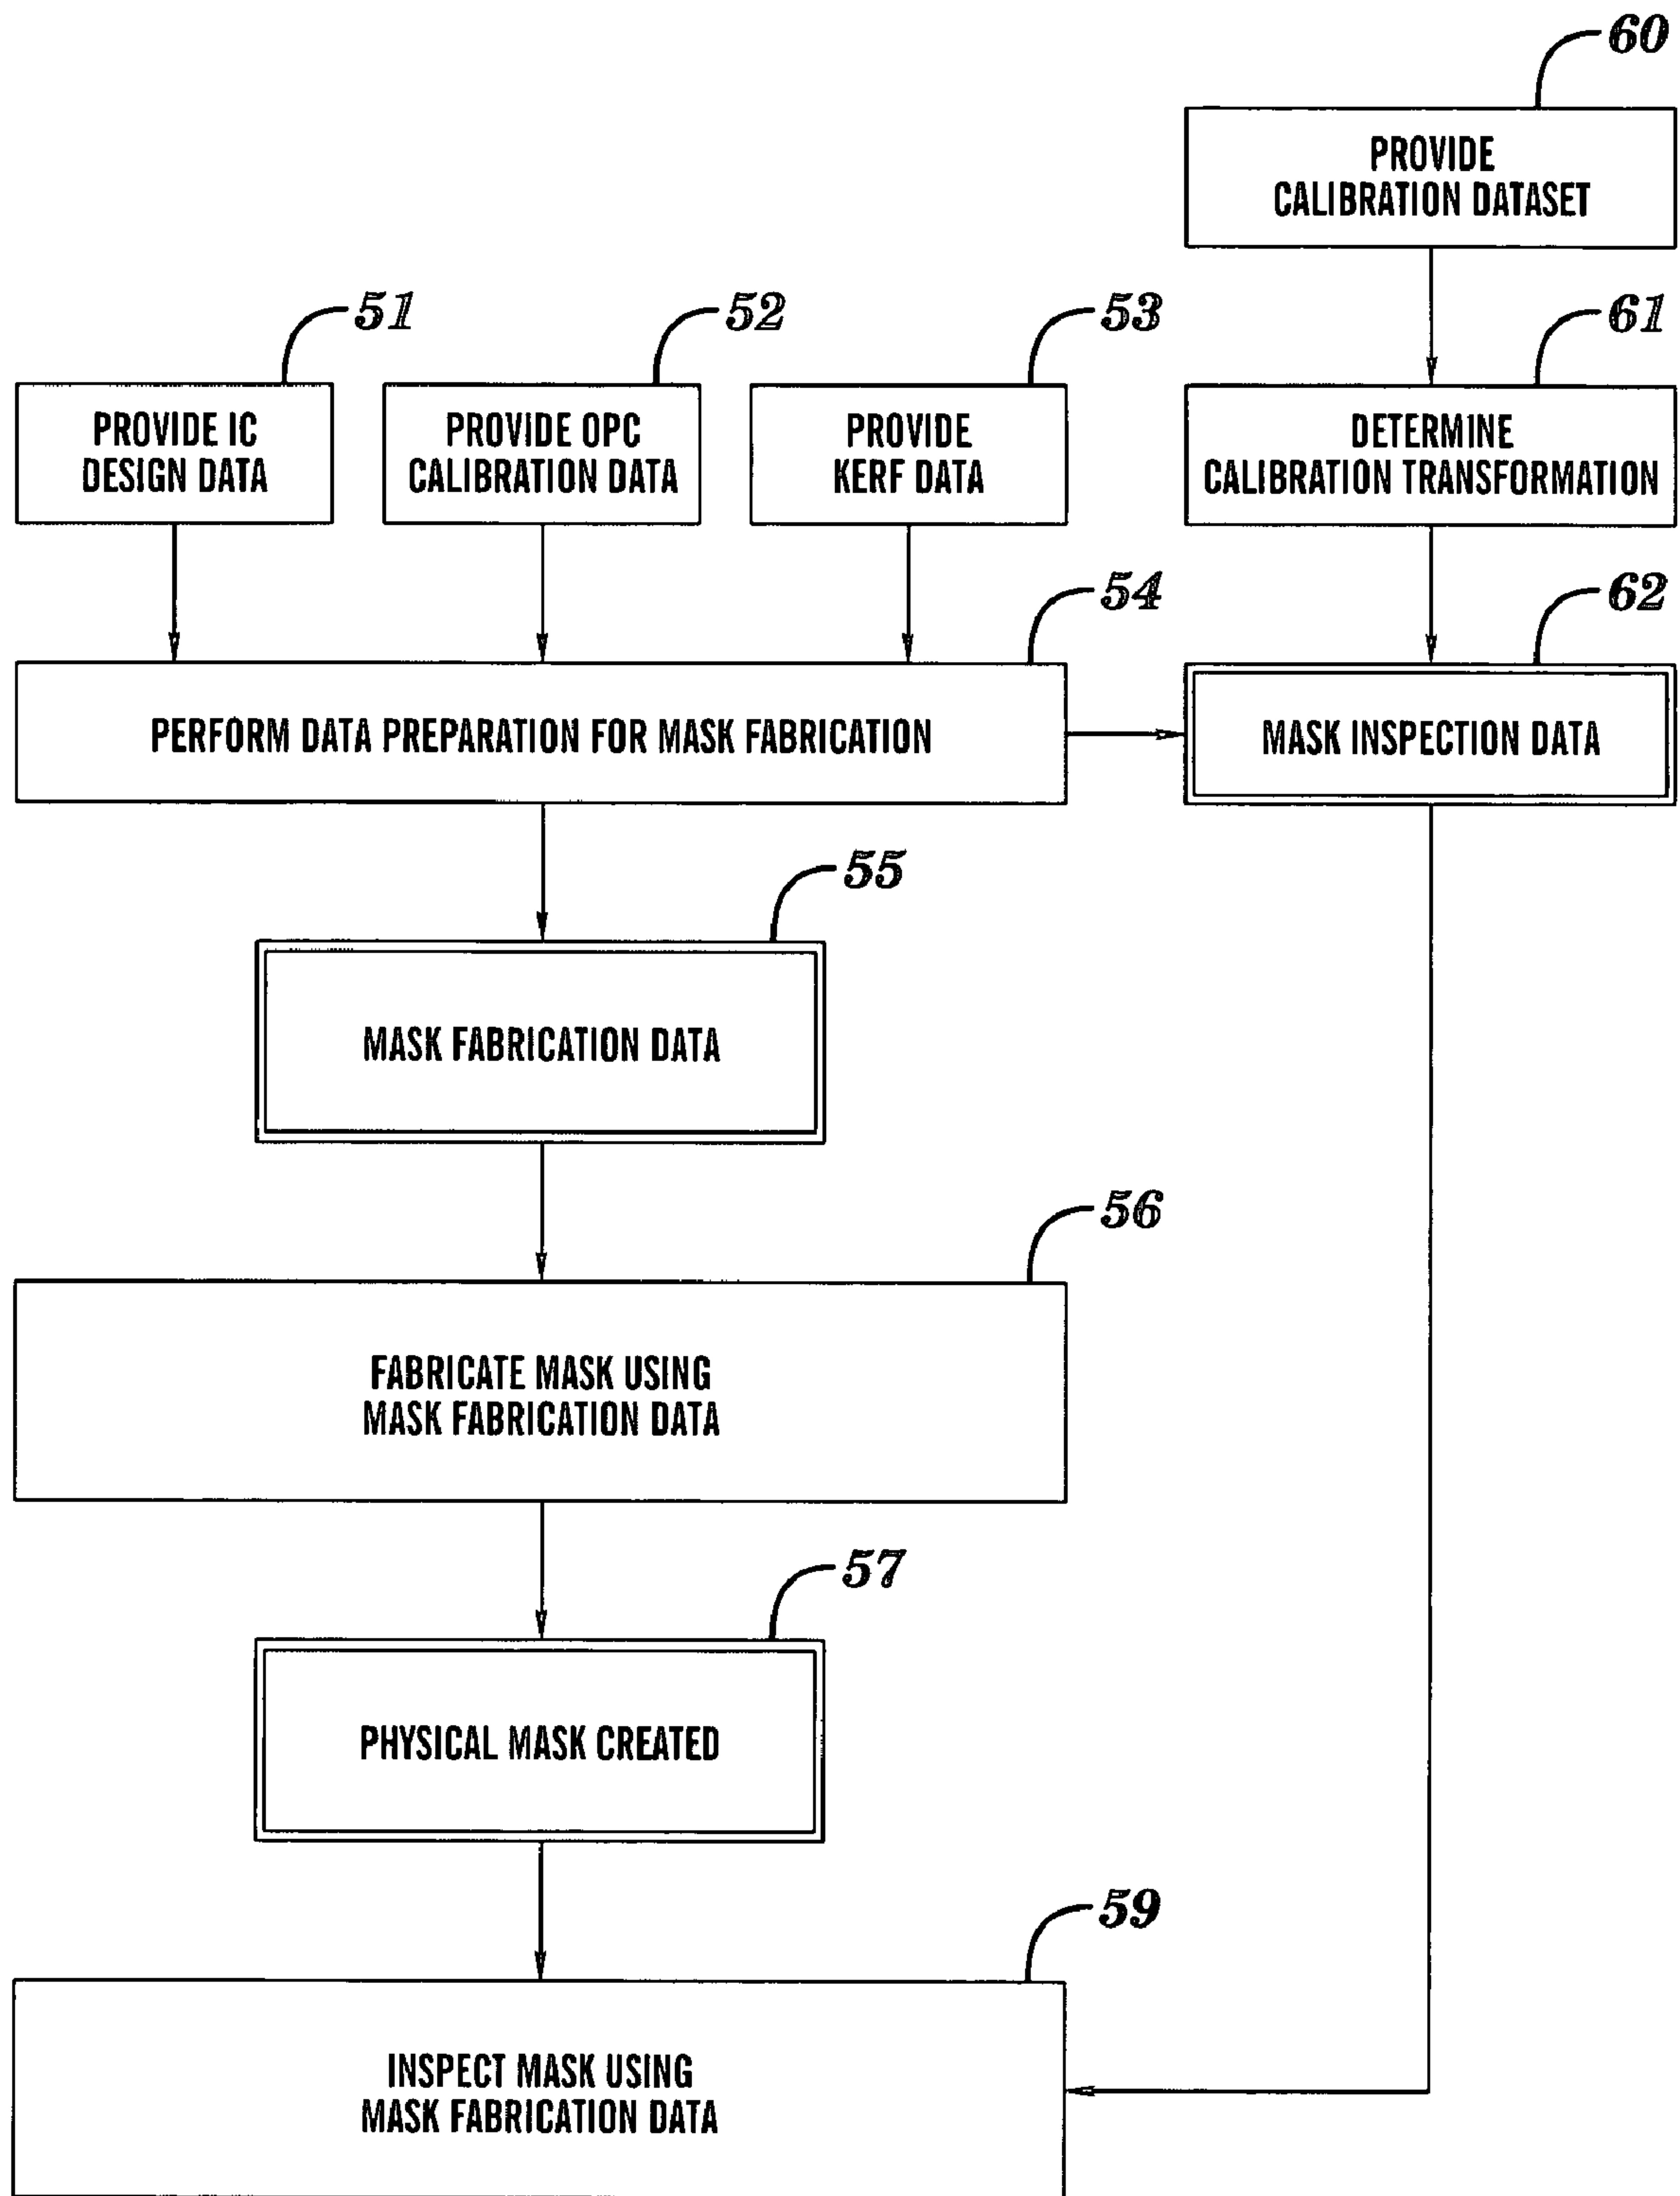 60
PROVIDE
CALIBRATION DATASET
51
52
53
61
PROVIDE IC
DESIGN DATA
PROVIDE OPC
CALIBRATION DATA
PROVIDE
KERF DATA
DETERMINE
CALIBRATION TRANSFORMATION
54
62
PERFORM DATA PREPARATION FOR MASK FABRICATION
MASK INSPECTION DATA
55
MASK FABRICATION DATA
56
FABRICATE MASK USING
MASK FABRICATION DATA
57
PHYSICAL MASK CREATED
59
INSPECT MASK USING
MASK FABRICATION DATA